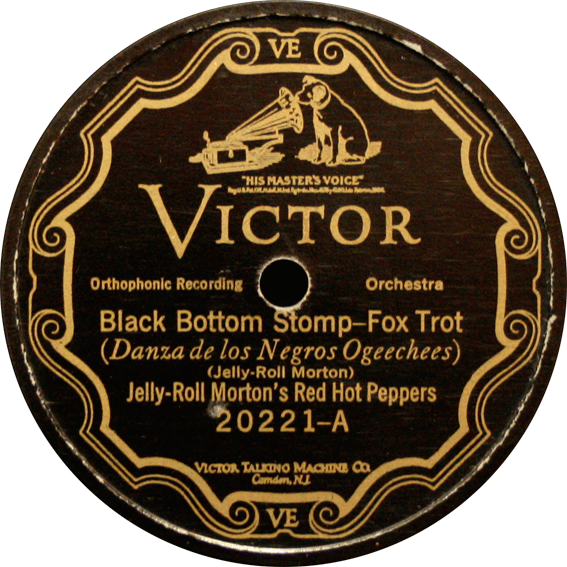 VE
"HIS MASTER'S VOICE"
VICTOR
Orthophonic Recording Orchestra
Black Bottom Stomp–Fox Trot
(Danza de los Negros Ogeechees)
(Jelly-Roll Morton)
Jelly-Roll Morton's Red Hot Peppers
20221–A
VICTOR TALKING MACHINE CO.
Camden, N.J.
VE